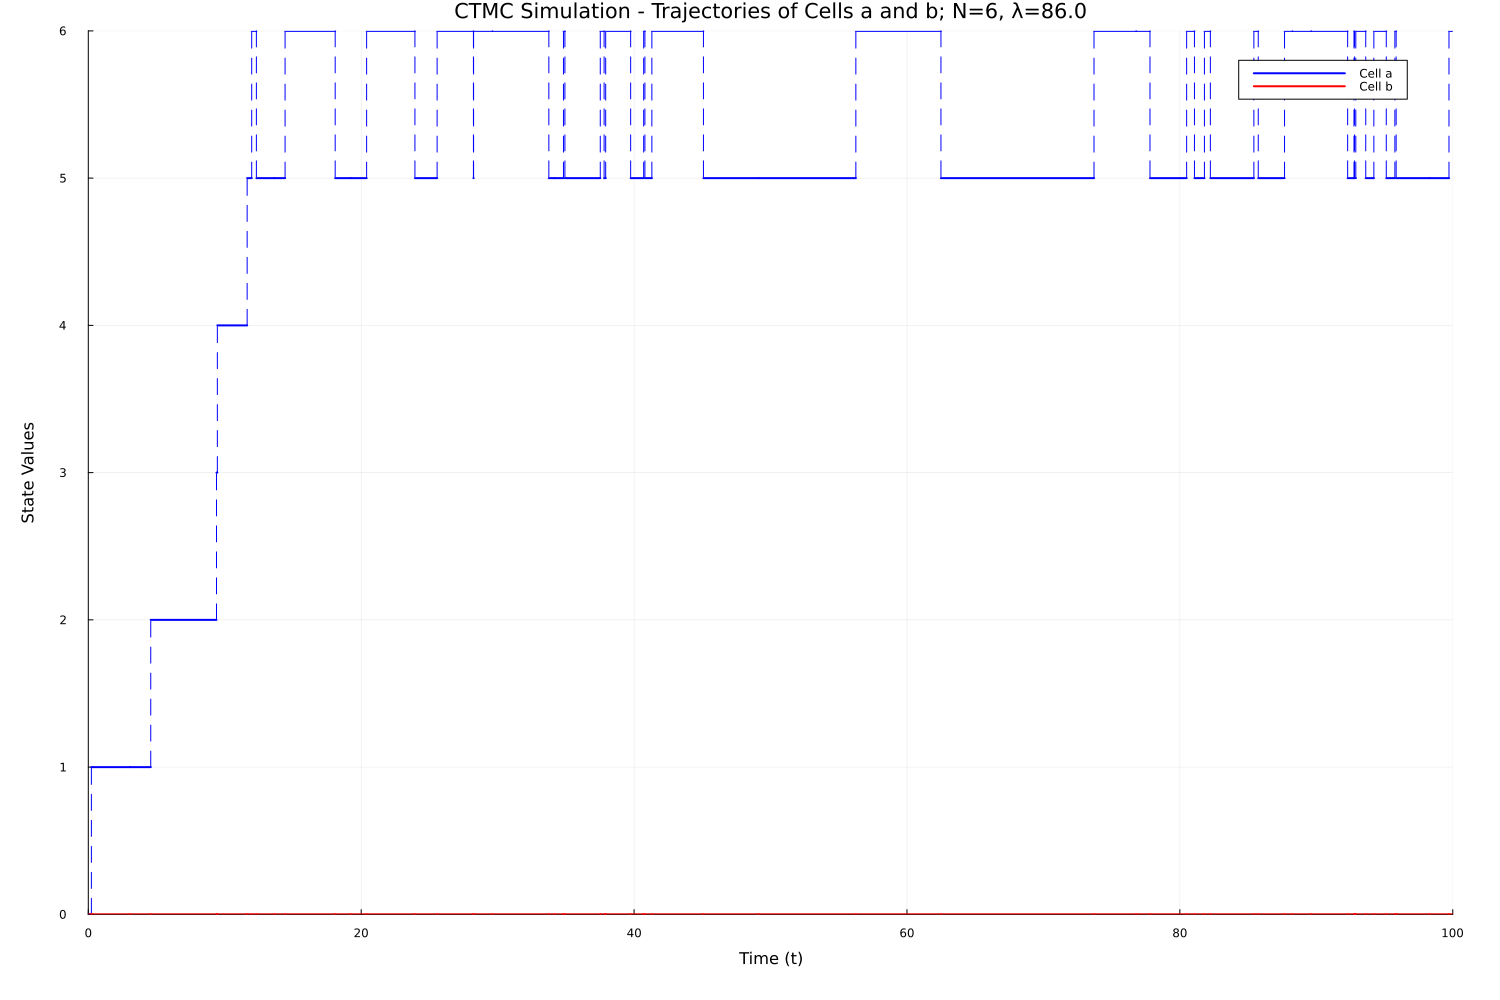 CTMC Simulation - Trajectories of Cells a and b; N=6, λ=86.0
6
Cell a
Cell b
5
4
State Values
3
2
1
0
0 20 40 60 80 100
Time (t)